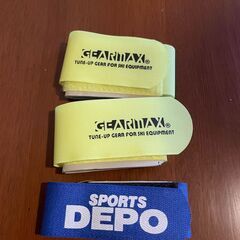 GEARMAX®
TUNE-UP GEAR FOR SKI EQUIPMENT
GEARMAX®
TUNE-UP GEAR FOR SKI EQUIPMENT
SPORTS
DEPO